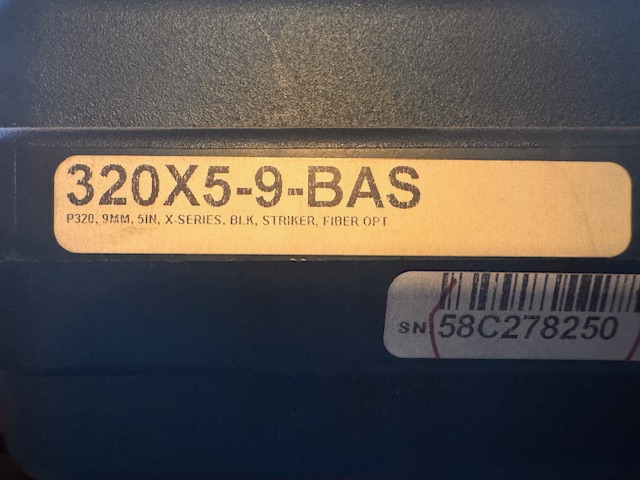 320X5-9-BAS
P320, 9MM, 5IN, X-SERIES, BLK, STRIKER, FIBER OPT
SN 58C278250